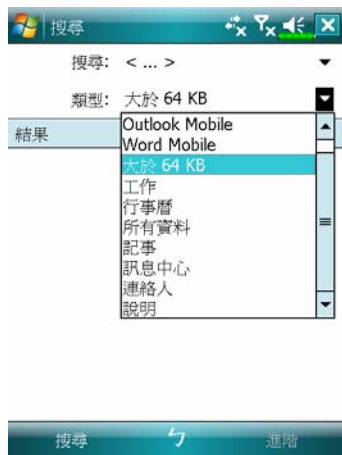 搜尋
搜尋: < ... >
類型: 大於 64 KB
結果
Outlook Mobile
Word Mobile
大於 64 KB
工作
行事曆
所有資料
記事
訊息中心
連絡人
說明
搜尋 ㄅ 進階